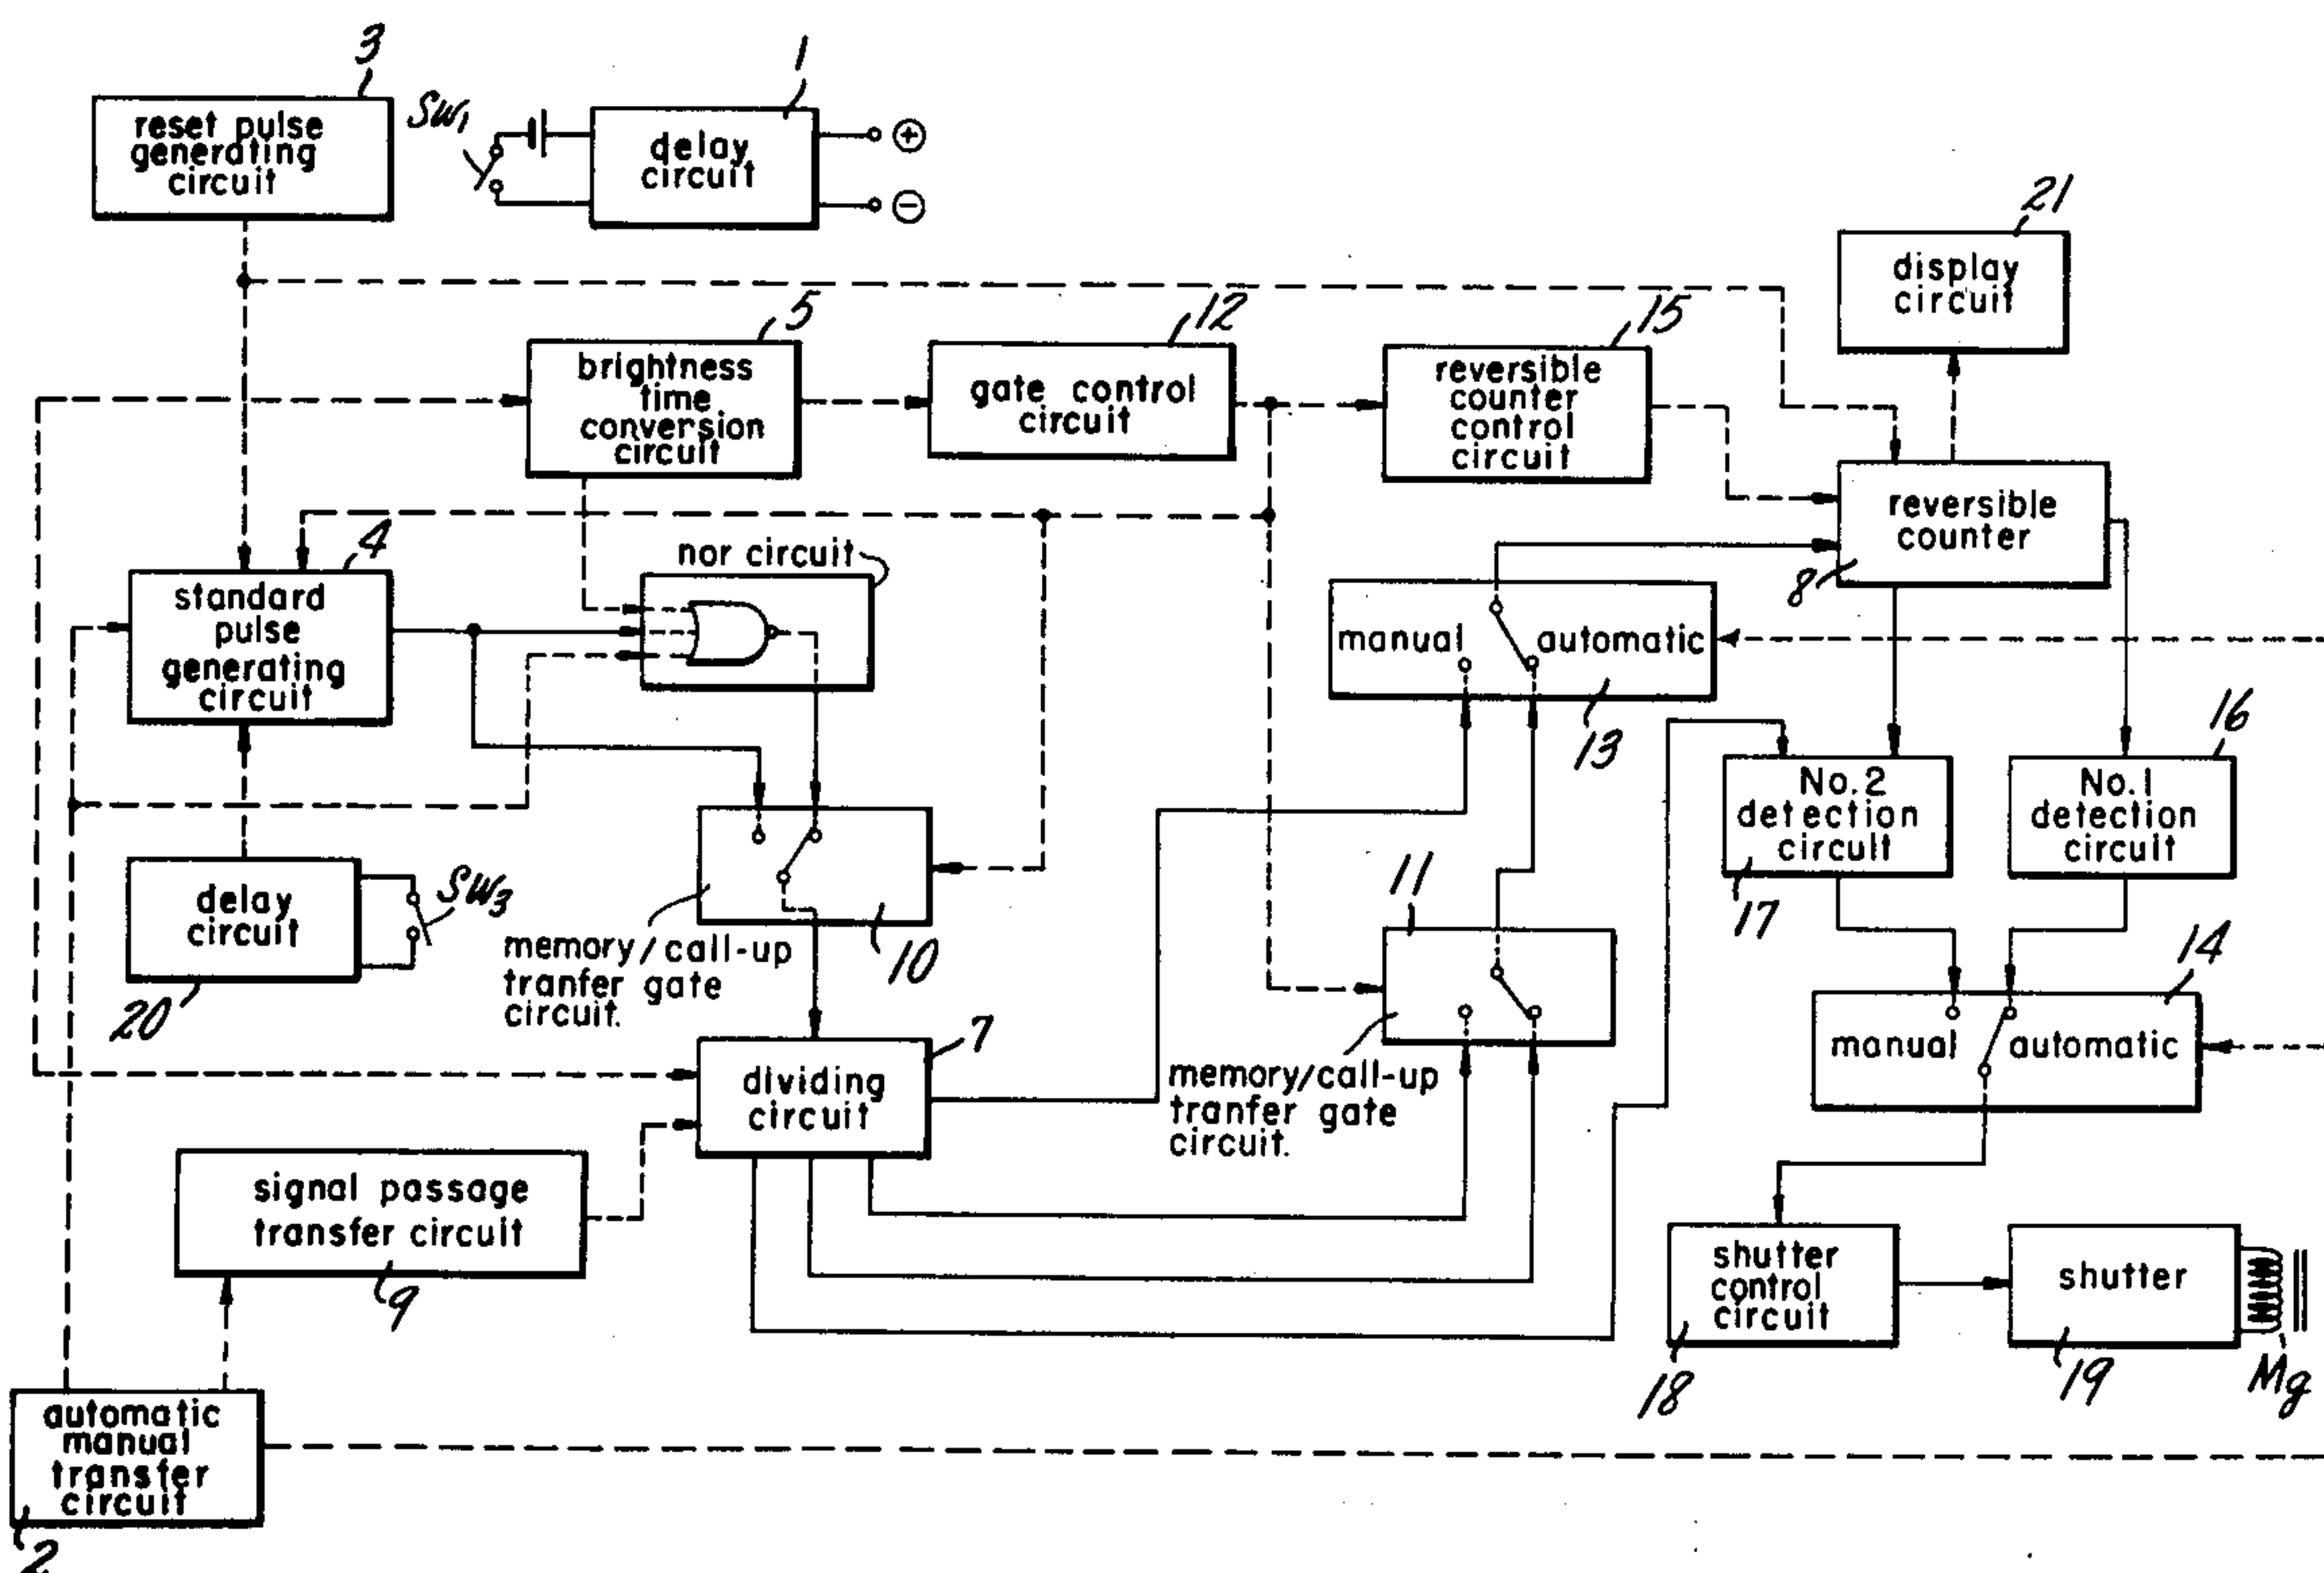 3
reset pulse
generating
circuit
SW1
1
delay
circuit
+
−
21
display
circuit
5
brightness
time
conversion
circuit
12
gate control
circuit
15
reversible
counter
control
circuit
reversible
counter
8
4
standard
pulse
generating
circuit
nor circuit
manual
automatic
13
16
No.2
detection
circuit
17
No.1
detection
circuit
delay
circuit
SW3
20
memory/call-up
tranfer gate
circuit.
10
11
memory/call-up
tranfer gate
circuit.
14
manual
automatic
7
dividing
circuit
signal passage
transfer circuit
9
shutter
control
circuit
18
shutter
19
Mg
automatic
manual
transfer
circuit
2